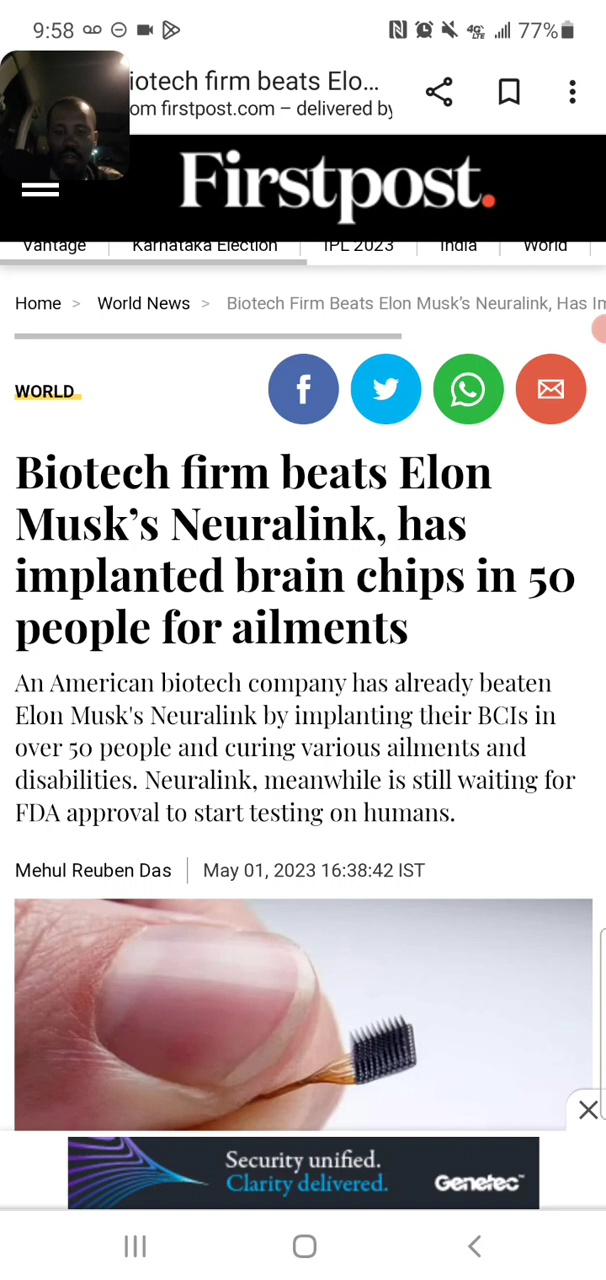 9:58 4G LTE 77%
iotech firm beats Elo...
om firstpost.com – delivered by
Firstpost.
Vantage Karnataka Election IPL 2023 India World
Home > World News > Biotech Firm Beats Elon Musk’s Neuralink, Has Im
WORLD
Biotech firm beats Elon
Musk’s Neuralink, has
implanted brain chips in 50
people for ailments
An American biotech company has already beaten
Elon Musk's Neuralink by implanting their BCIs in
over 50 people and curing various ailments and
disabilities. Neuralink, meanwhile is still waiting for
FDA approval to start testing on humans.
Mehul Reuben Das | May 01, 2023 16:38:42 IST
Security unified.
Clarity delivered.
Genetec™